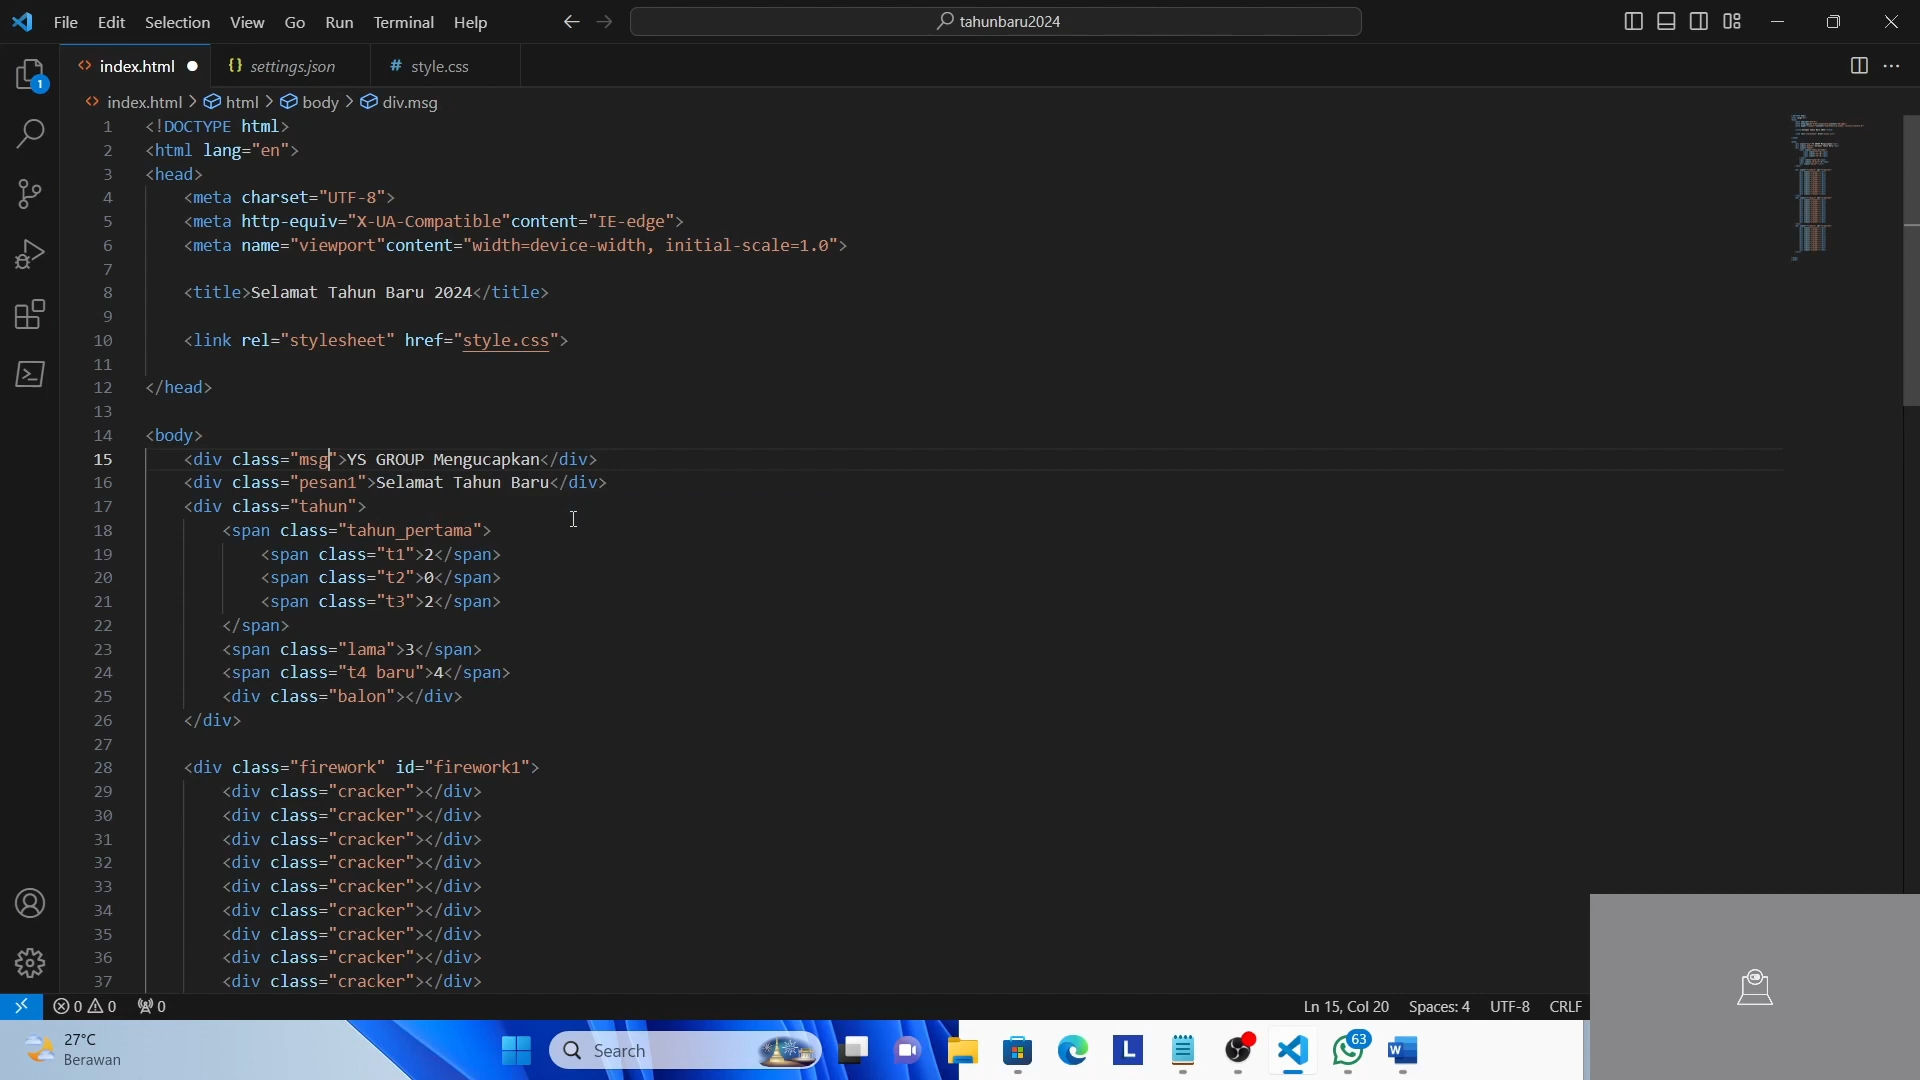 File Edit Selection View Go Run Terminal Help
tahunbaru2024
index.html
settings.json
style.css
index.html > html > body > div.msg
1 <!DOCTYPE html>
2 <html lang="en">
3 <head>
4 <meta charset="UTF-8">
5 <meta http-equiv="X-UA-Compatible"content="IE-edge">
6 <meta name="viewport"content="width=device-width, initial-scale=1.0">
7
8 <title>Selamat Tahun Baru 2024</title>
9
10 <link rel="stylesheet" href="style.css">
11
12 </head>
13
14 <body>
15 <div class="msg">YS GROUP Mengucapkan</div>
16 <div class="pesan1">Selamat Tahun Baru</div>
17 <div class="tahun">
18 <span class="tahun_pertama">
19 <span class="t1">2</span>
20 <span class="t2">0</span>
21 <span class="t3">2</span>
22 </span>
23 <span class="lama">3</span>
24 <span class="t4 baru">4</span>
25 <div class="balon"></div>
26 </div>
27
28 <div class="firework" id="firework1">
29 <div class="cracker"></div>
30 <div class="cracker"></div>
31 <div class="cracker"></div>
32 <div class="cracker"></div>
33 <div class="cracker"></div>
34 <div class="cracker"></div>
35 <div class="cracker"></div>
36 <div class="cracker"></div>
37 <div class="cracker"></div>
1
0 0 0 Ln 15, Col 20 Spaces: 4 UTF-8 CRLF
27°C
Berawan
Search
L
63
W